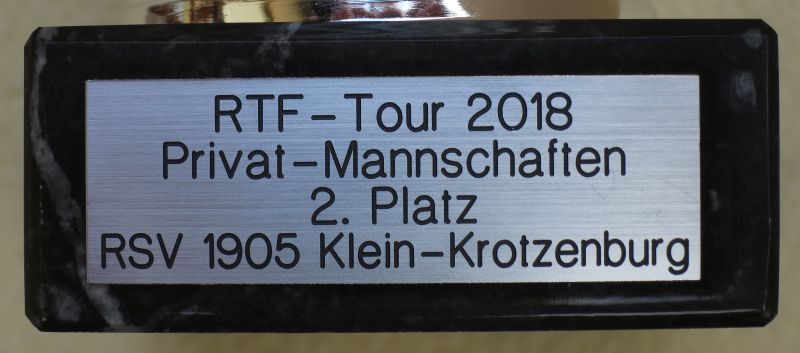 RTF-Tour 2018
Privat-Mannschaften
2. Platz
RSV 1905 Klein-Krotzenburg